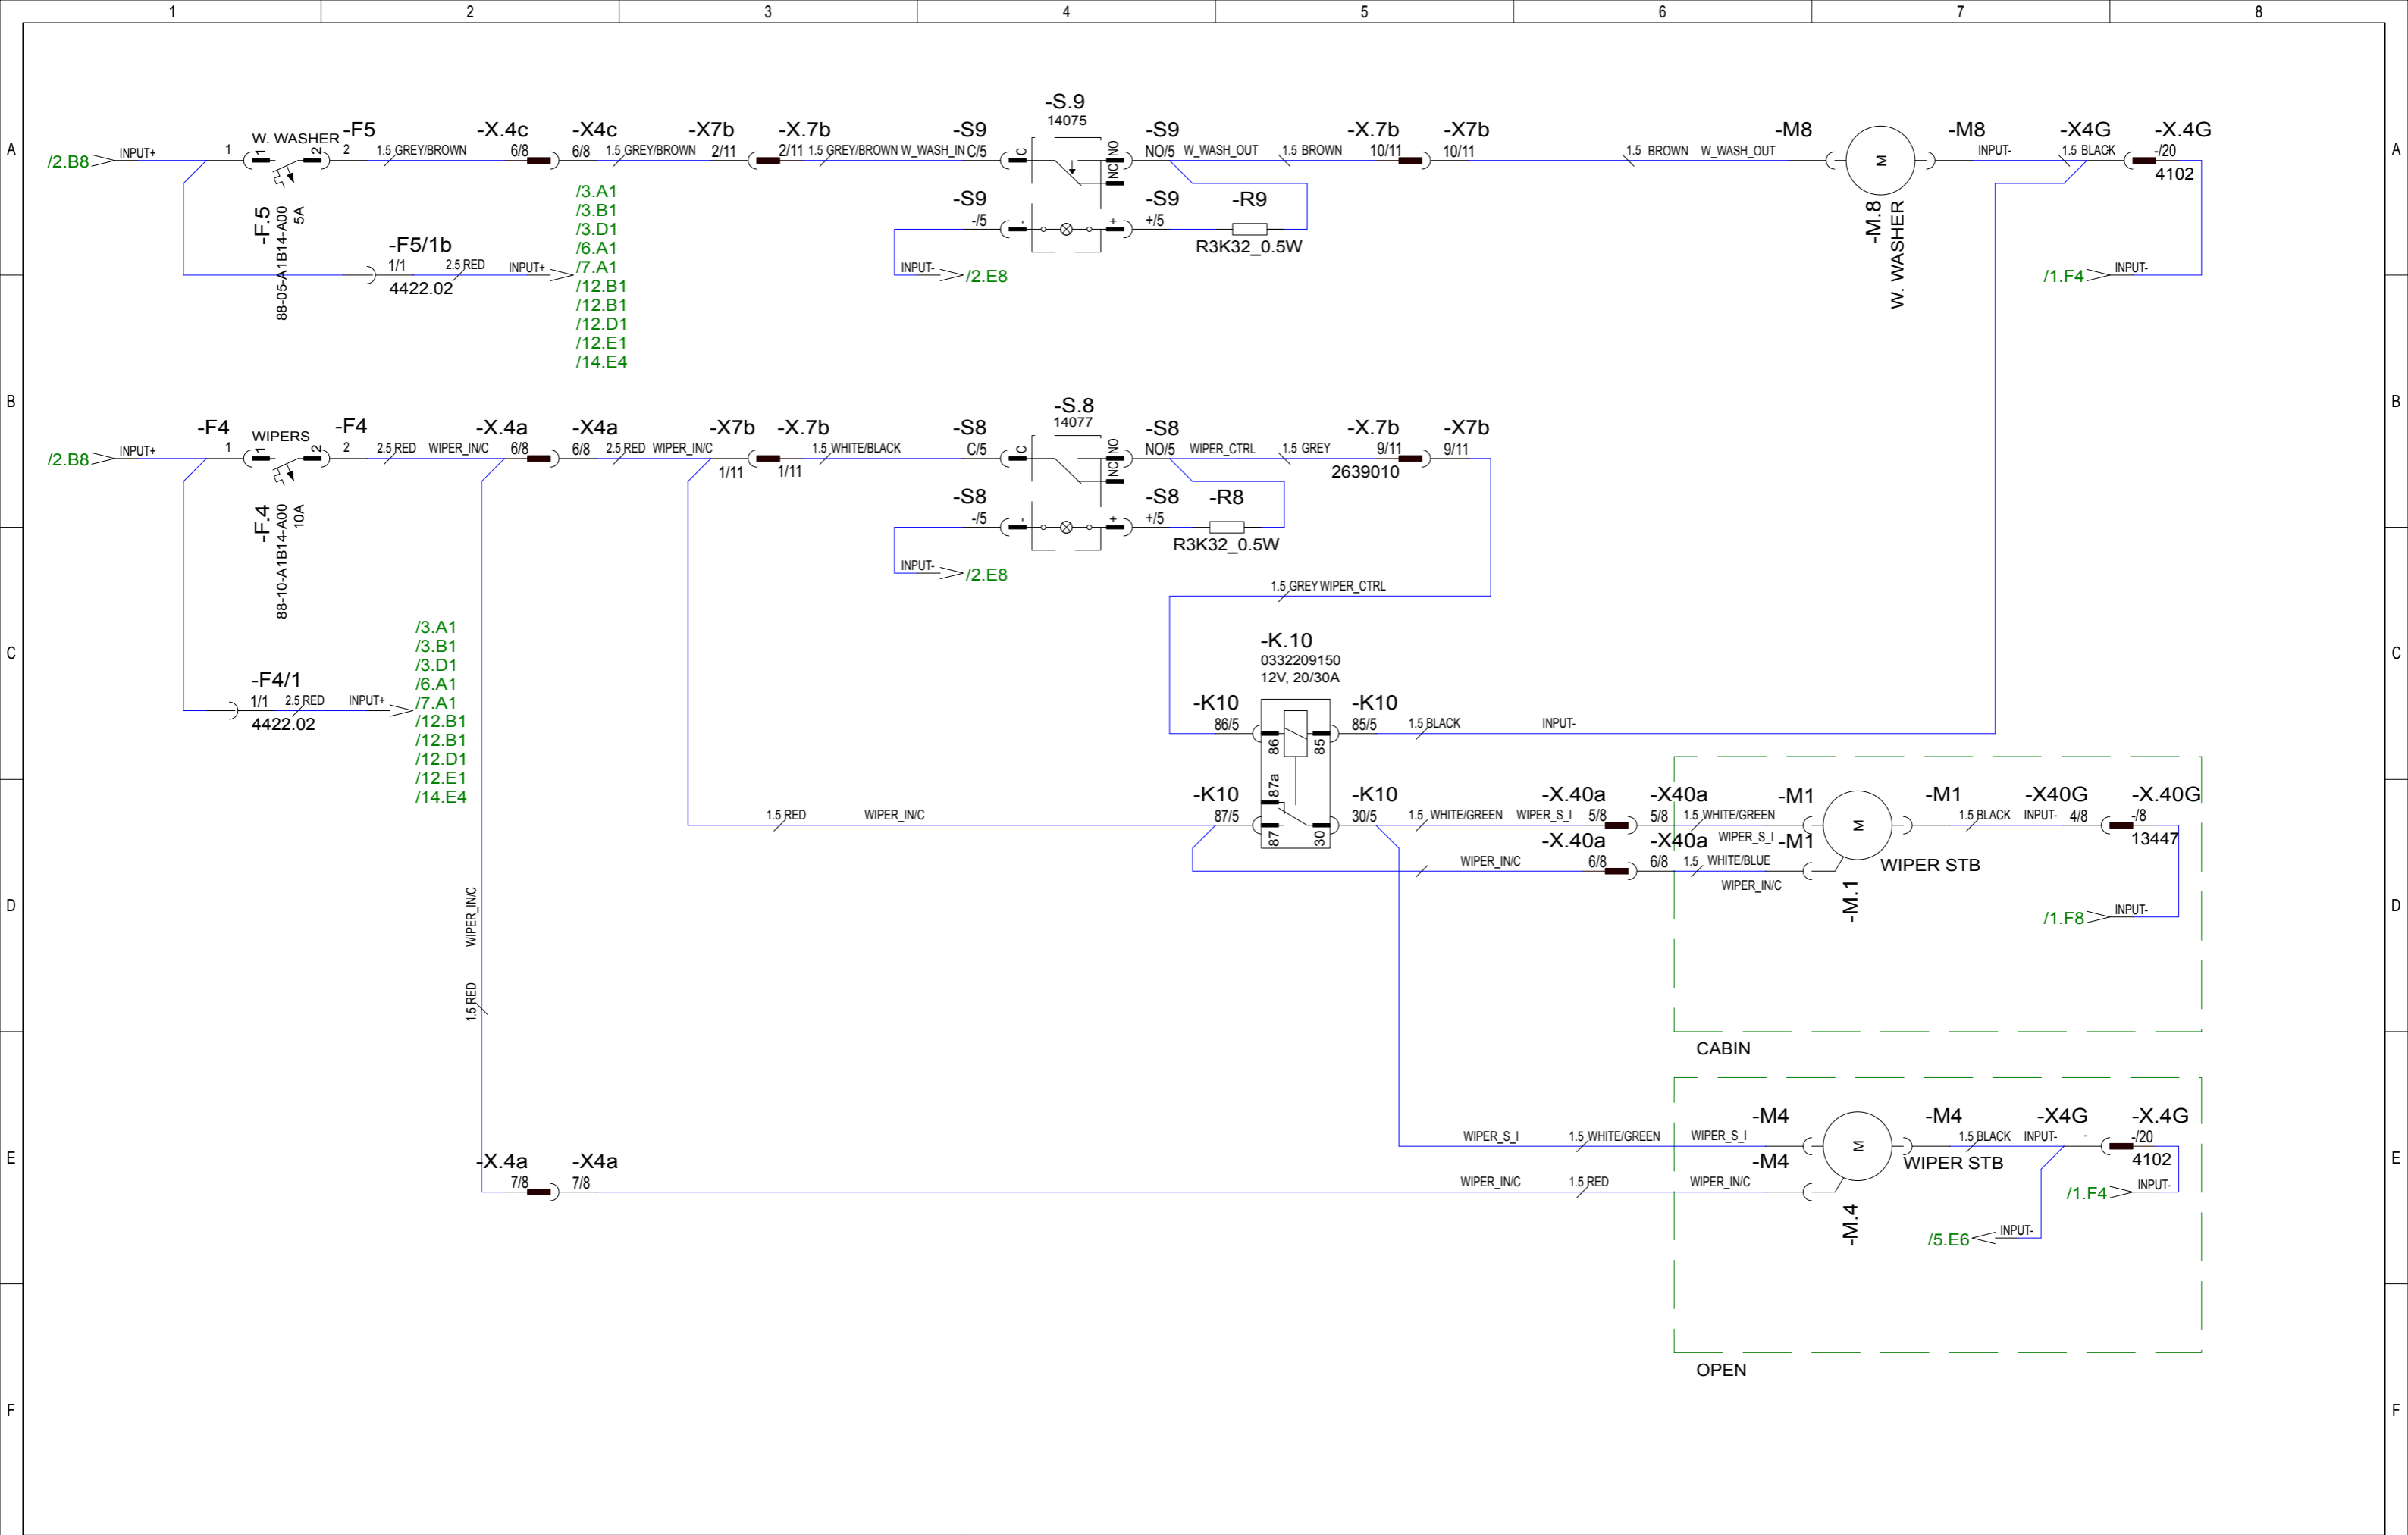 1 2 3 4 5 6 7 8
A A
-S.9
14075
W. WASHER -F5 -X.4c -X4c -X7b -X.7b -S9 -S9 -X.7b -X7b -M8 -M8 -X4G -X.4G
/2.B8 INPUT+ 1 1 2 2 1.5 GREY/BROWN 6/8 6/8 1.5 GREY/BROWN 2/11 2/11 1.5 GREY/BROWN W_WASH_IN C/5 C NC NO NO/5 W_WASH_OUT 1.5 BROWN 10/11 10/11 1.5 BROWN W_WASH_OUT M INPUT- 1.5 BLACK -/20
4102
-F.5
88-05-A1B14-A00
5A
-F5/1b
1/1 2.5 RED INPUT+
4422.02
/3.A1
/3.B1
/3.D1
/6.A1
/7.A1
/12.B1
/12.B1
/12.D1
/12.E1
/14.E4
-S9 -S9 -R9
-/5 - + +/5
R3K32_0.5W
INPUT- /2.E8
-M.8
W. WASHER
/1.F4 INPUT-
B B
-S.8
14077
-F4 WIPERS -F4 -X.4a -X4a -X7b -X.7b -S8 -S8 -X.7b -X7b
/2.B8 INPUT+ 1 1 2 2 2.5 RED WIPER_IN/C 6/8 6/8 2.5 RED WIPER_IN/C 1.5 WHITE/BLACK C/5 C NC NO NO/5 WIPER_CTRL 1.5 GREY 9/11 9/11
1/11 1/11 2639010
-F.4
88-10-A1B14-A00
10A
-S8 -S8 -R8
-/5 - + +/5
R3K32_0.5W
INPUT- /2.E8
1.5 GREY WIPER_CTRL
C C
/3.A1
/3.B1
/3.D1
/6.A1
/7.A1
/12.B1
/12.B1
/12.D1
/12.E1
/14.E4
-F4/1
1/1 2.5 RED INPUT+
4422.02
-K.10
0332209150
12V, 20/30A
-K10 -K10
86/5 86 85 85/5 1.5 BLACK INPUT-
87a
-K10 -K10 -X.40a -X40a -M1 -M1 -X40G -X.40G
1.5 RED WIPER_IN/C 87/5 87 30 30/5 1.5 WHITE/GREEN WIPER_S_I 5/8 5/8 1.5 WHITE/GREEN M 1.5 BLACK INPUT- 4/8 -/8
WIPER_S_I 13447
-X.40a -X40a -M1
WIPER_IN/C 6/8 6/8 1.5 WHITE/BLUE WIPER STB
WIPER_IN/C
-M.1
D D
/1.F8 INPUT-
WIPER_IN/C
1.5 RED
CABIN
E E
-M4 -M4 -X4G -X.4G
WIPER_S_I 1.5 WHITE/GREEN WIPER_S_I M 1.5 BLACK INPUT- - -/20
-X.4a -X4a -M4 WIPER STB 4102
7/8 7/8 WIPER_IN/C 1.5 RED WIPER_IN/C
/1.F4 INPUT-
-M.4
/5.E6 INPUT-
OPEN
F F